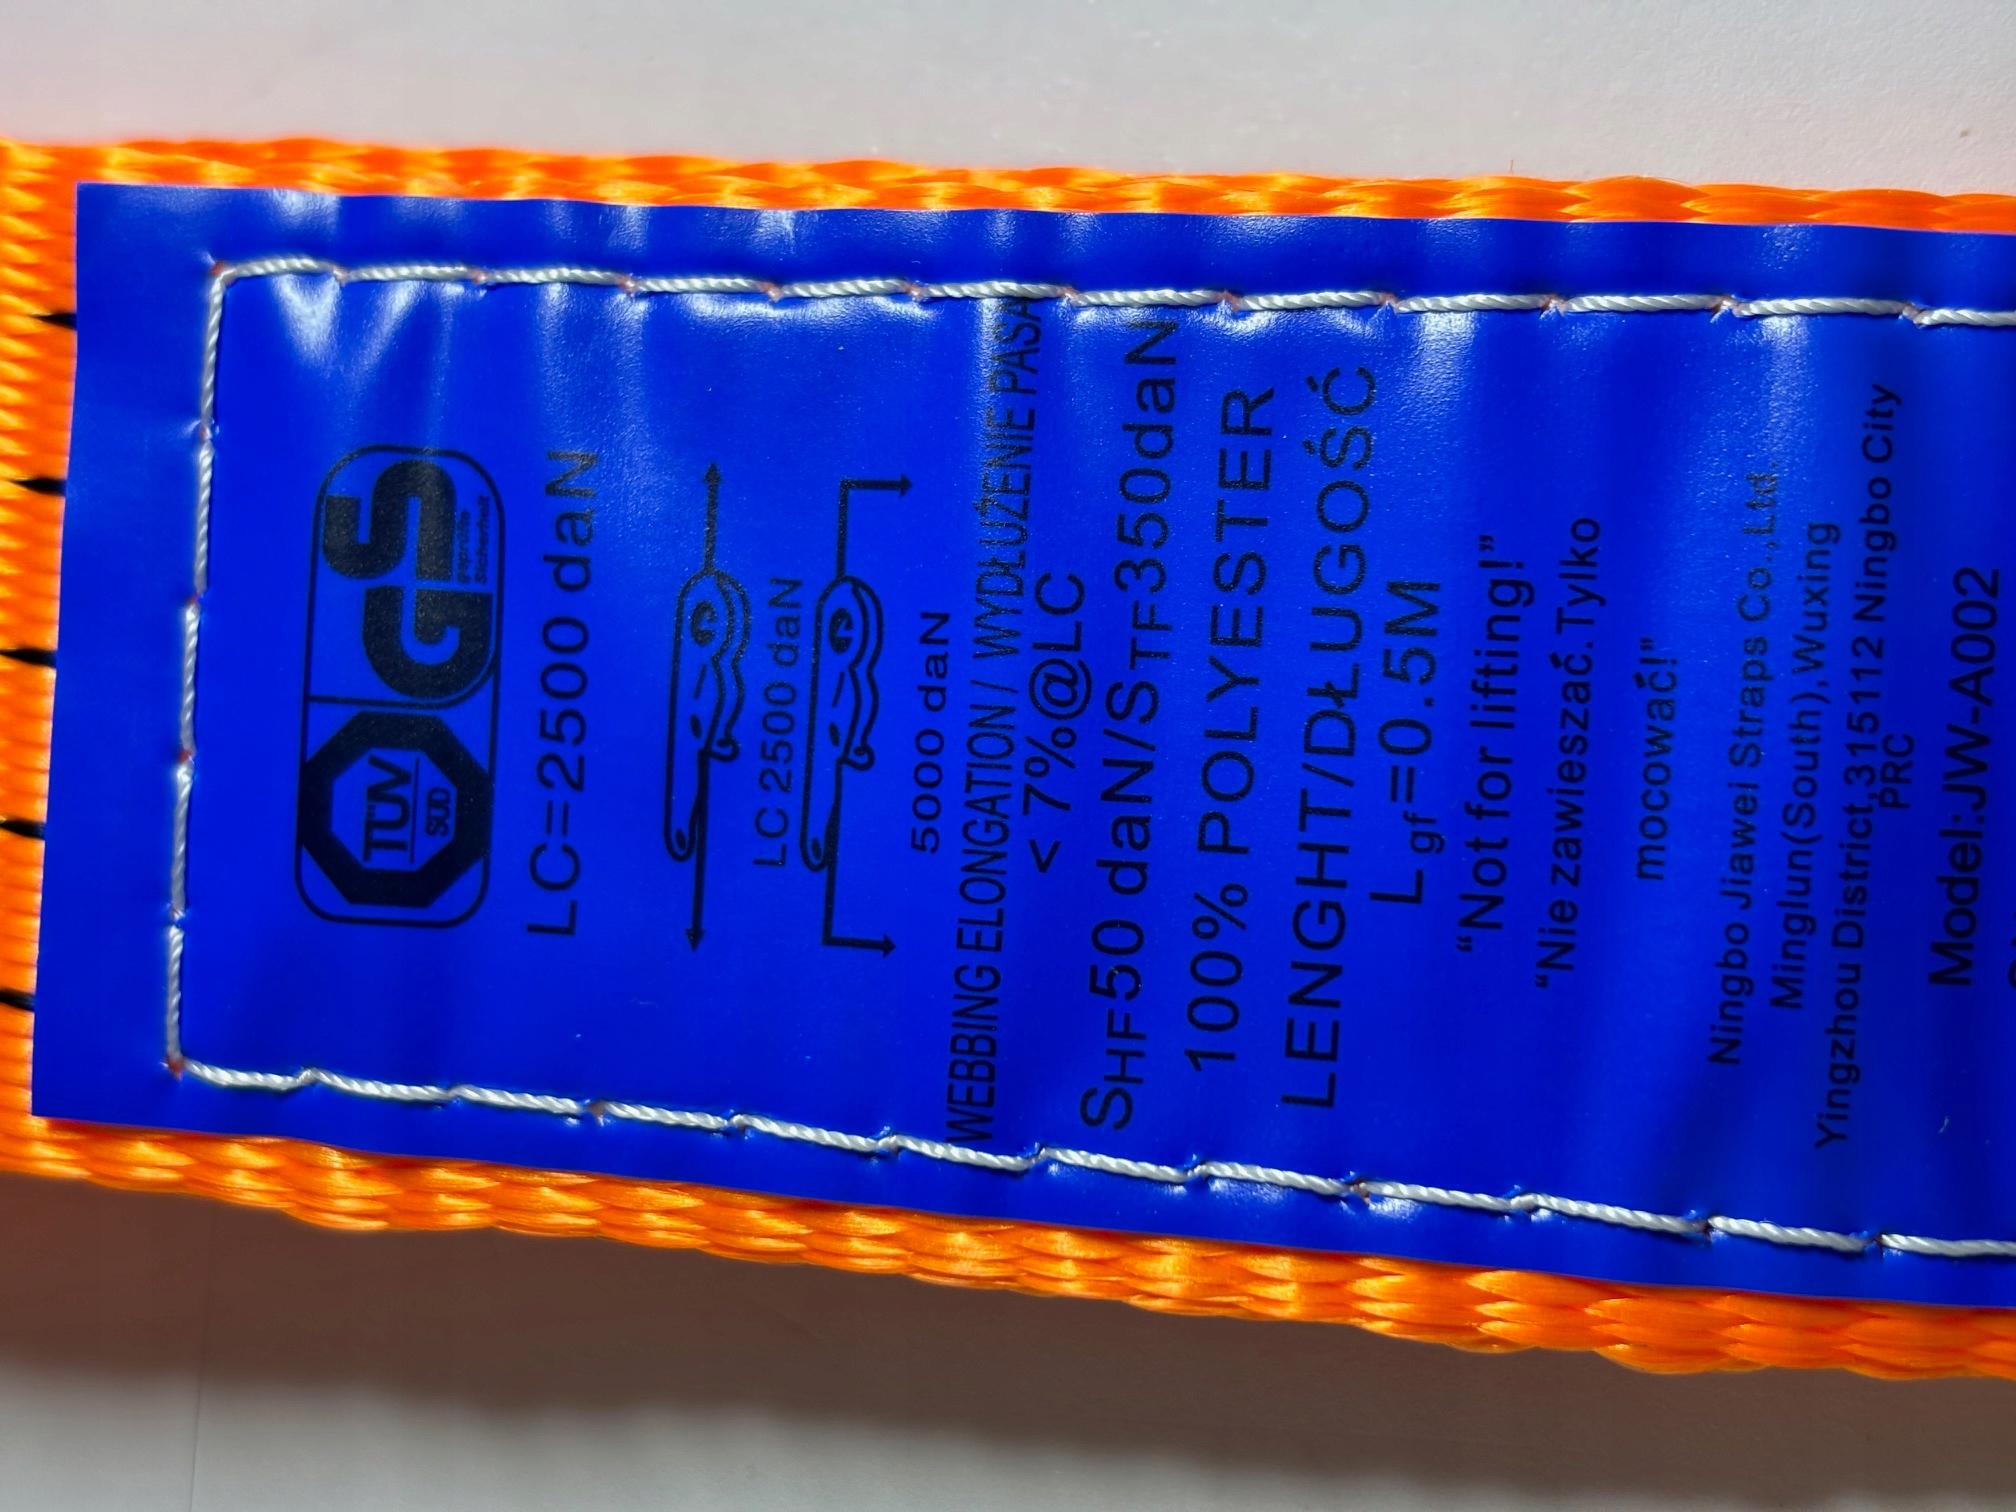 TÜV
SÜD
GS
geprüfte
Sicherheit
LC=2500 daN
LC 2500 daN
5000 daN
WEBBING ELONGATION / WYDŁUŻENIE PASA
< 7%@LC
SHF50 daN/STF350daN
100% POLYESTER
LENGHT/DŁUGOŚĆ
Lgf=0.5M
“Not for lifting!”
“Nie zawieszać.Tylko
mocować!”
Ningbo Jiawei Straps Co.,Ltd.
Minglun(South),Wuxing
Yingzhou District,315112 Ningbo City
PRC
Model:JW-A002